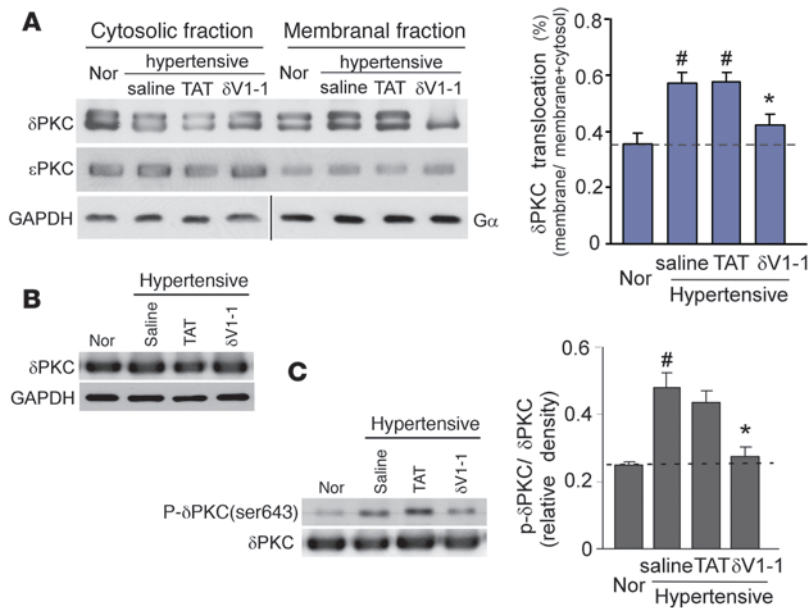 A
Cytosolic fraction Membranal fraction
hypertensive hypertensive
Nor saline TAT δV1-1 Nor saline TAT δV1-1
δPKC
εPKC
GAPDH Gα
δPKC translocation (%)
(membrane/ membrane+cytosol)
0.8
0.6
0.4
0.2
0
# # *
Nor saline TAT δV1-1
Hypertensive
B
Hypertensive
Nor Saline TAT δV1-1
δPKC
GAPDH
C
Hypertensive
Nor Saline TAT δV1-1
P-δPKC(ser643)
δPKC
p-δPKC/ δPKC
(relative density)
0.6
0.4
0.2
0
# *
Nor saline TAT δV1-1
Hypertensive